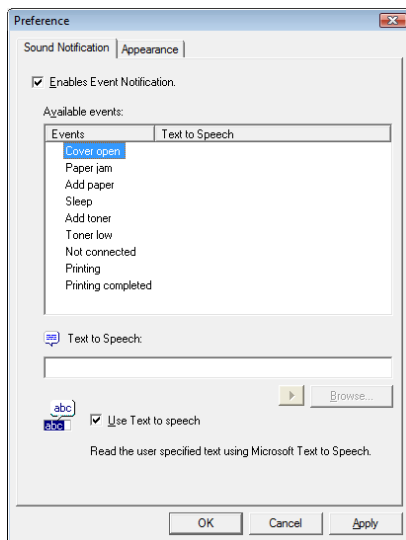 Preference
Sound Notification Appearance
Enables Event Notification.
Available events:
Events Text to Speech
Cover open
Paper jam
Add paper
Sleep
Add toner
Toner low
Not connected
Printing
Printing completed
Text to Speech:
Browse...
abc
abc
Use Text to speech
Read the user specified text using Microsoft Text to Speech.
OK Cancel Apply